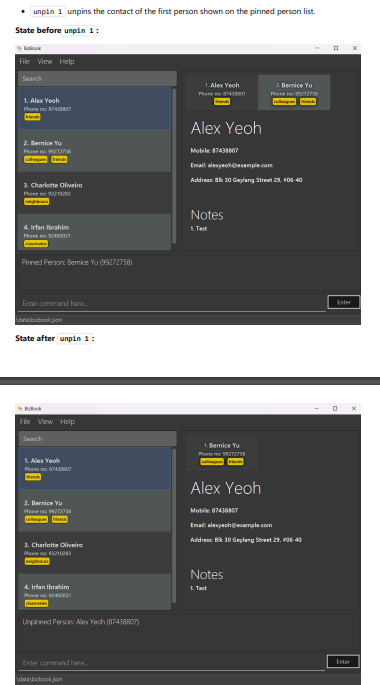 • unpin 1 unpins the contact of the first person shown on the pinned person list.
State before unpin 1 :
BizBook
File View Help
Search
1. Alex Yeoh
Phone no: 87438807
friends
2. Bernice Yu
Phone no: 99272758
colleagues friends
3. Charlotte Oliveiro
Phone no: 93210283
neighbours
4. Irfan Ibrahim
Phone no: 92492021
classmates
1. Alex Yeoh
Phone no: 87438807
friends
2. Bernice Yu
Phone no: 99272758
colleagues friends
Alex Yeoh
Mobile: 87438807
Email: alexyeoh@example.com
Address: Blk 30 Geylang Street 29, #06-40
Notes
1. Test
Pinned Person: Bernice Yu (99272758)
Enter command here...
Enter
\data\bizbook.json
State after unpin 1 :
BizBook
File View Help
Search
1. Alex Yeoh
Phone no: 87438807
friends
2. Bernice Yu
Phone no: 99272758
colleagues friends
3. Charlotte Oliveiro
Phone no: 93210283
neighbours
4. Irfan Ibrahim
Phone no: 92492021
classmates
1. Bernice Yu
Phone no: 99272758
colleagues friends
Alex Yeoh
Mobile: 87438807
Email: alexyeoh@example.com
Address: Blk 30 Geylang Street 29, #06-40
Notes
1. Test
Unpinned Person: Alex Yeoh (87438807)
Enter command here...
Enter
\data\bizbook.json